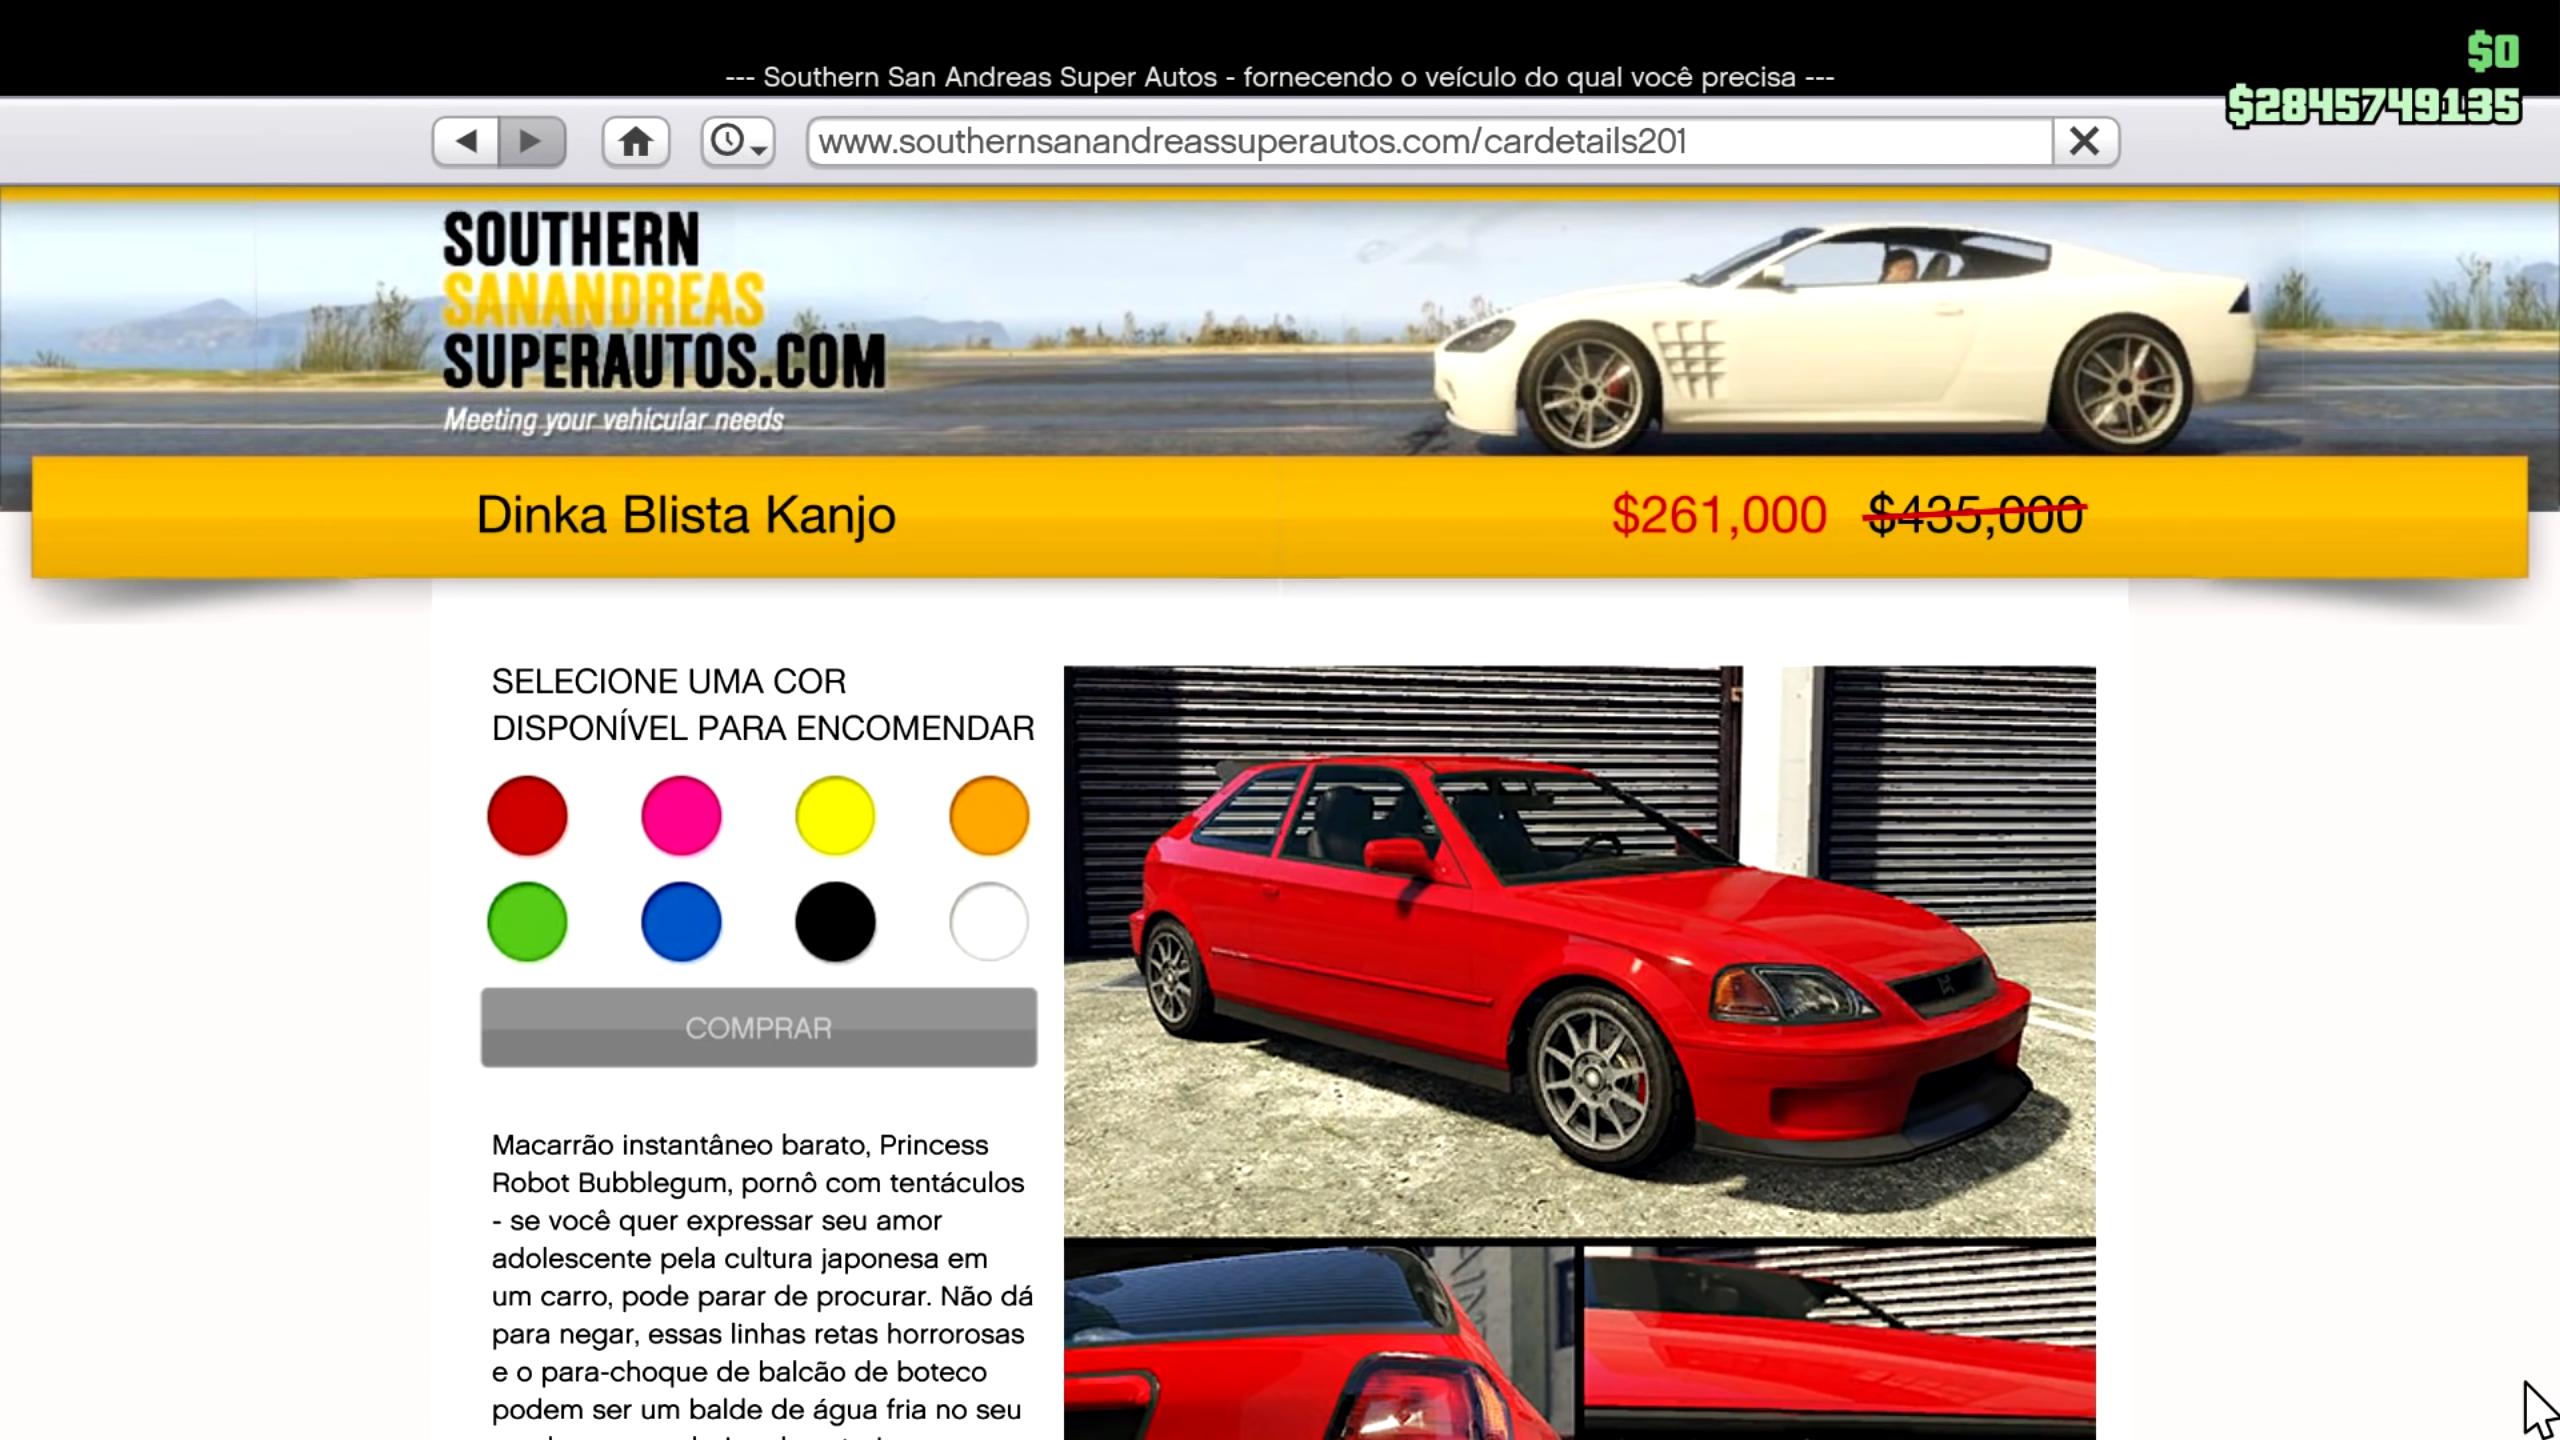 --- Southern San Andreas Super Autos - fornecendo o veículo do qual você precisa ---
$0
$2845749135
www.southernsanandreassuperautos.com/cardetails201
SOUTHERN
SANANDREAS
SUPERAUTOS.COM
Meeting your vehicular needs
Dinka Blista Kanjo
$261,000 $435,000
SELECIONE UMA COR
DISPONÍVEL PARA ENCOMENDAR
COMPRAR
Macarrão instantâneo barato, Princess
Robot Bubblegum, pornô com tentáculos
- se você quer expressar seu amor
adolescente pela cultura japonesa em
um carro, pode parar de procurar. Não dá
para negar, essas linhas retas horrorosas
e o para-choque de balcão de boteco
podem ser um balde de água fria no seu